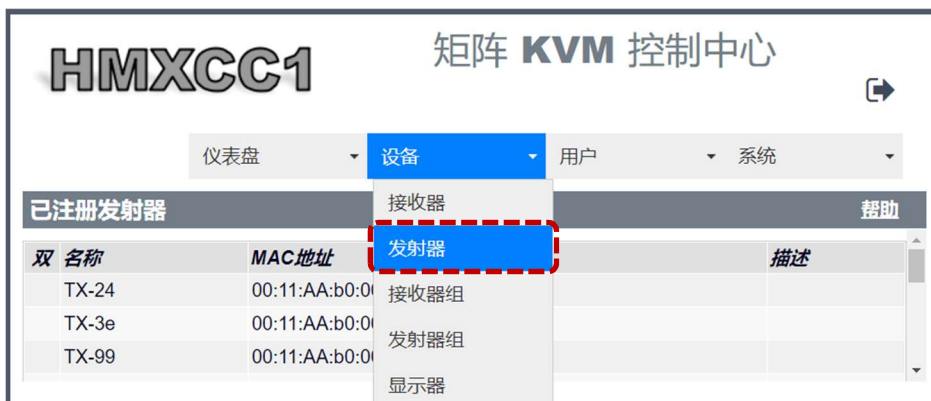 HMXCC1
矩阵 KVM 控制中心
仪表盘 设备 用户 系统
已注册发射器 帮助
双 名称 MAC地址 描述
TX-24 00:11:AA:b0:0
TX-3e 00:11:AA:b0:0
TX-99 00:11:AA:b0:0
接收器
发射器
接收器组
发射器组
显示器